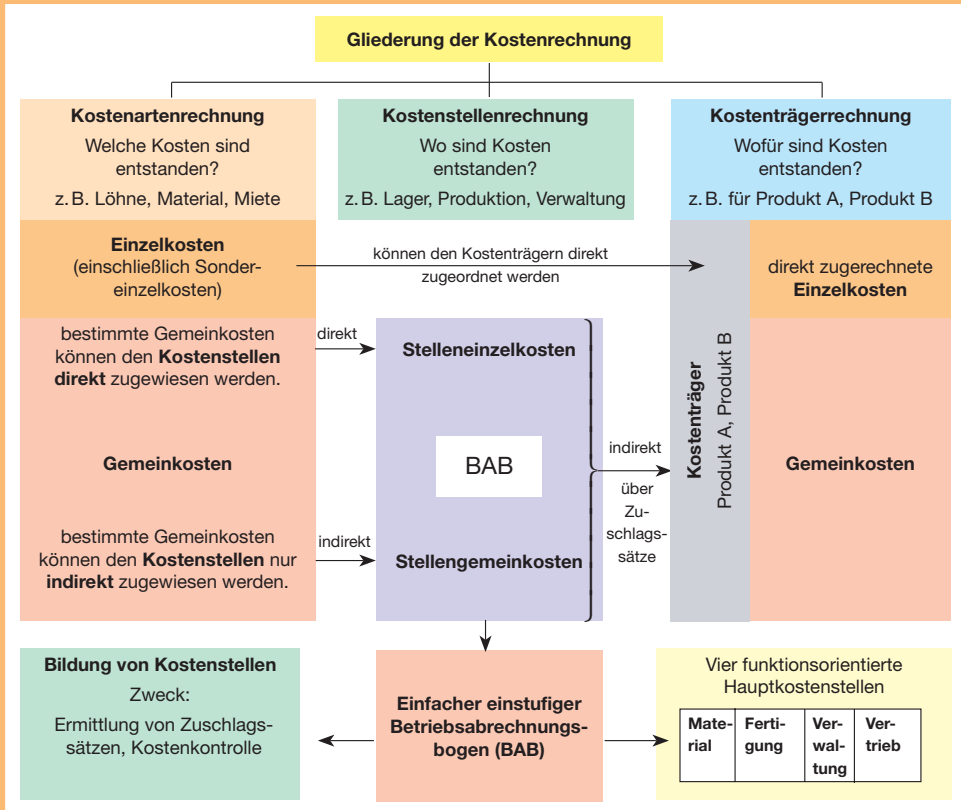 Gliederung der Kostenrechnung
Kostenartenrechnung
Welche Kosten sind
entstanden?
z. B. Löhne, Material, Miete
Kostenstellenrechnung
Wo sind Kosten
entstanden?
z. B. Lager, Produktion, Verwaltung
Kostenträgerrechnung
Wofür sind Kosten
entstanden?
z. B. für Produkt A, Produkt B
Einzelkosten
(einschließlich Sonder-
einzelkosten)
können den Kostenträgern direkt
zugeordnet werden
direkt zugerechnete
Einzelkosten
bestimmte Gemeinkosten
können den Kostenstellen
direkt zugewiesen werden.
direkt
Stelleneinzelkosten
Gemeinkosten
BAB
indirekt
über
Zu-
schlags-
sätze
Kostenträger
Produkt A, Produkt B
Gemeinkosten
bestimmte Gemeinkosten
können den Kostenstellen nur
indirekt zugewiesen werden.
indirekt
Stellengemeinkosten
Bildung von Kostenstellen
Zweck:
Ermittlung von Zuschlags-
sätzen, Kostenkontrolle
Einfacher einstufiger
Betriebsabrechnungs-
bogen (BAB)
Vier funktionsorientierte
Hauptkostenstellen
Mate-
rial
Ferti-
gung
Ver-
wal-
tung
Ver-
trieb